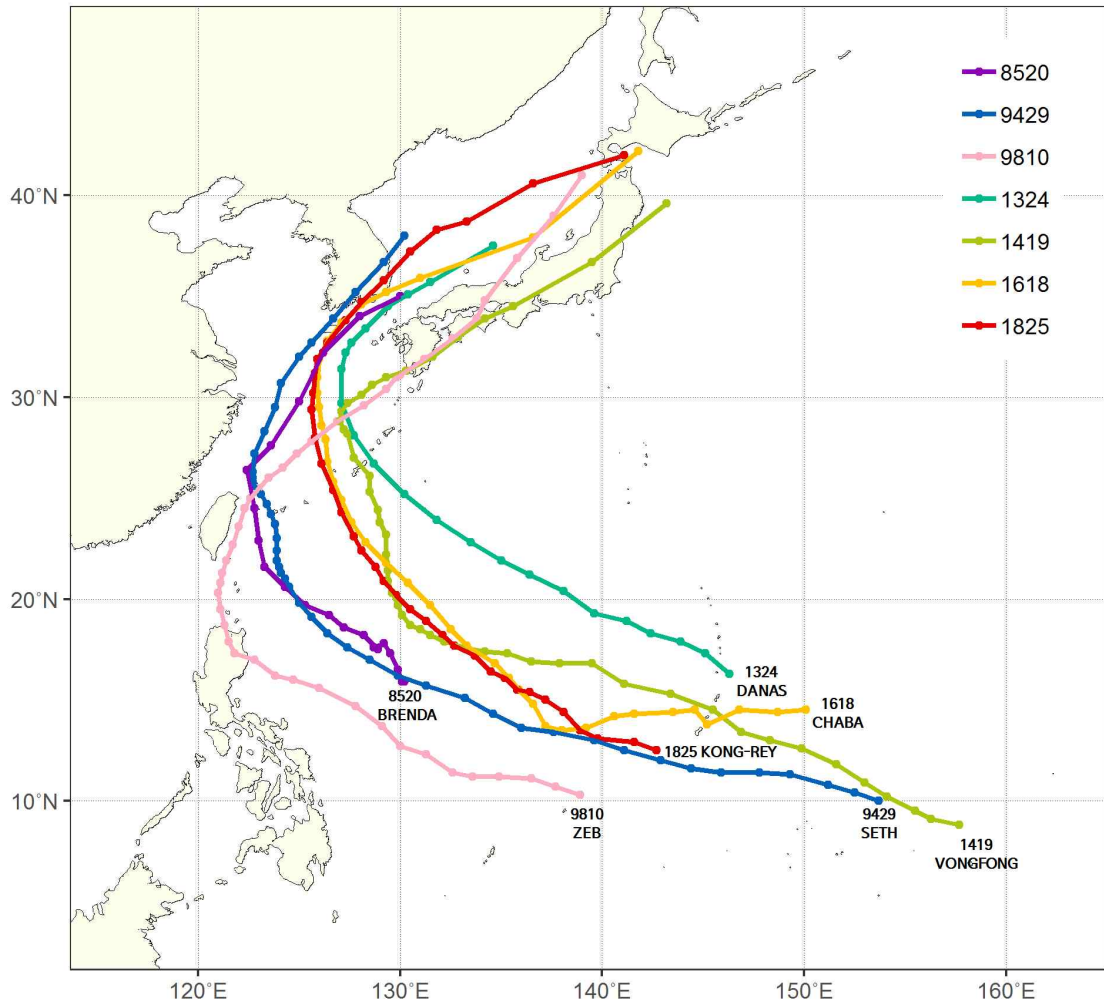 8520
9429
9810
1324
1419
1618
1825
40°N
30°N
20°N
10°N
1324
DANAS
8520
BRENDA
1618
CHABA
1825 KONG-REY
9810
ZEB
9429
SETH
1419
VONGFONG
120°E
130°E
140°E
150°E
160°E